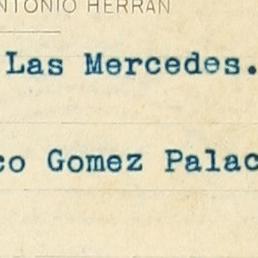 NTONIO HERRAN
Las Mercedes.
co Gomez Palac